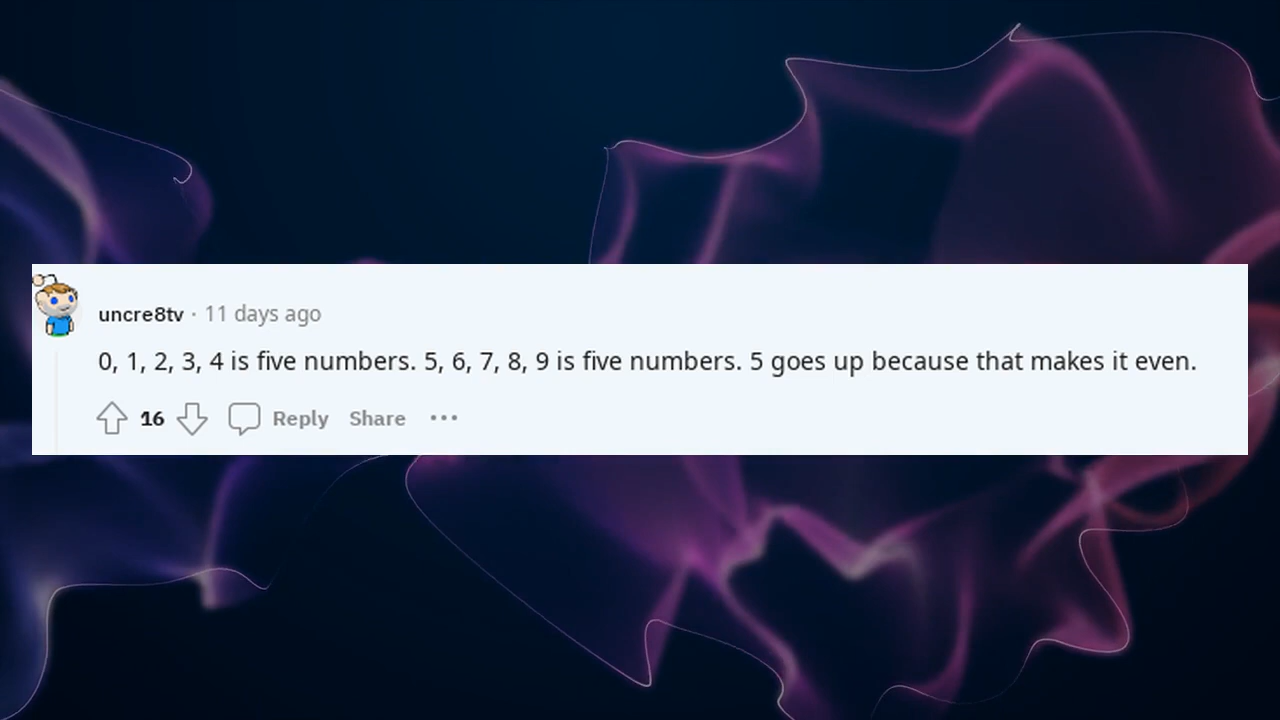 uncre8tv · 11 days ago
0, 1, 2, 3, 4 is five numbers. 5, 6, 7, 8, 9 is five numbers. 5 goes up because that makes it even.
16 Reply Share ···